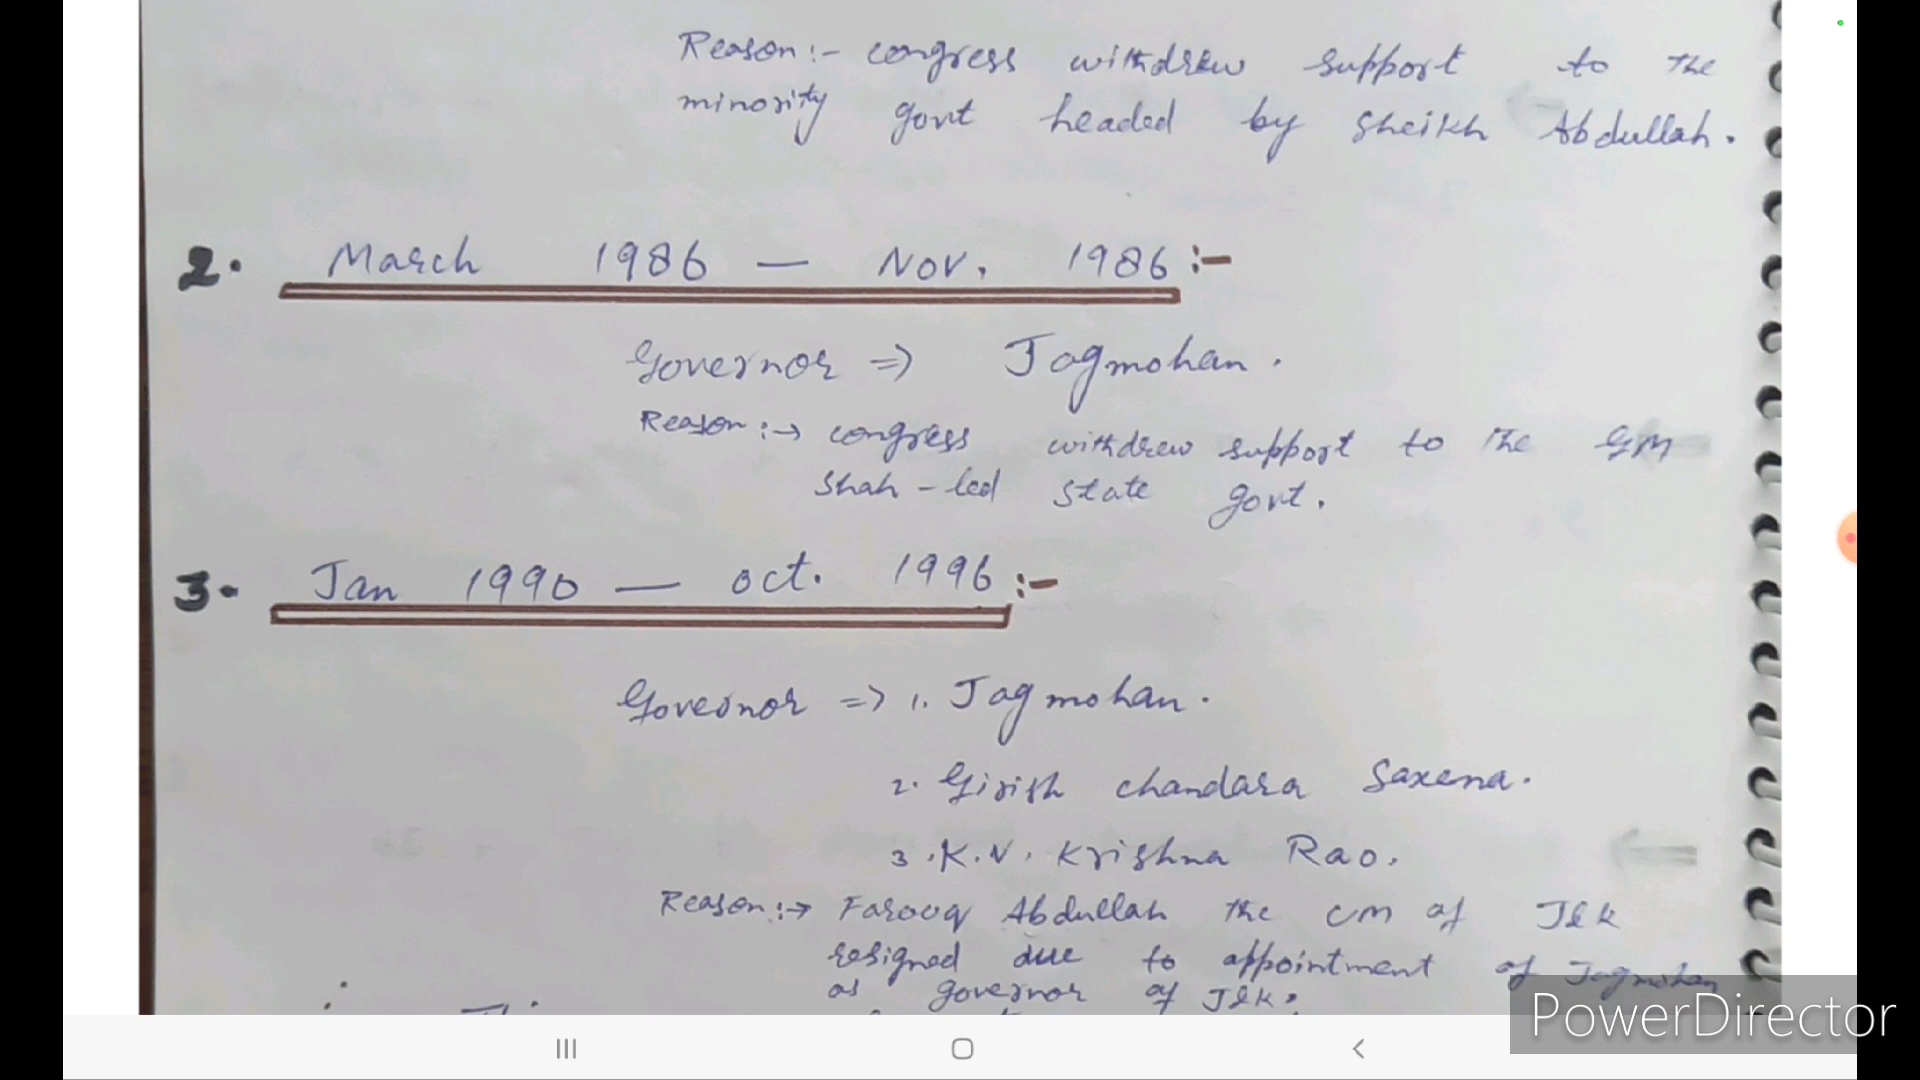 Reason :- congress withdrew support to the
minority govt headed by Sheikh Abdullah.
2. March 1986 — Nov. 1986 :-
Governor => Jagmohan.
Reason :→ congress withdrew support to the GM
Shah - led state govt.
3. Jan 1990 — oct. 1996 :-
Governor => 1. Jagmohan.
2. Girish chandara Saxena.
3. K.V. Krishna Rao.
Reason :→ Farooq Abdullah the CM of J&K
resigned due to appointment of Jagmohan
as governor of J&K.
PowerDirector